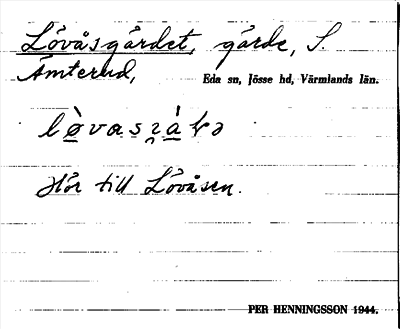 Lövåsgärdet, gärde, S.
Ämterud, Eda sn, Jösse hd, Värmlands län.
Hör till Lövåsen.
PER HENNINGSSON 1944.